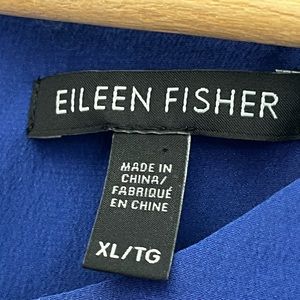 EILEEN FISHER
MADE IN
CHINA/
FABRIQUÉ
EN CHINE
XL/TG